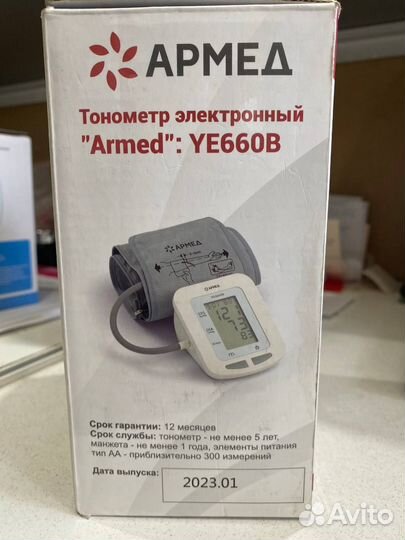 АРМЕД
Тонометр электронный
"Armed": YE660B
АРМЕД
АРМЕД
Срок гарантии: 12 месяцев
Срок службы: тонометр - не менее 5 лет,
манжета - не менее 1 года, элементы питания
тип АА - приблизительно 300 измерений
Дата выпуска:
2023.01
Avito